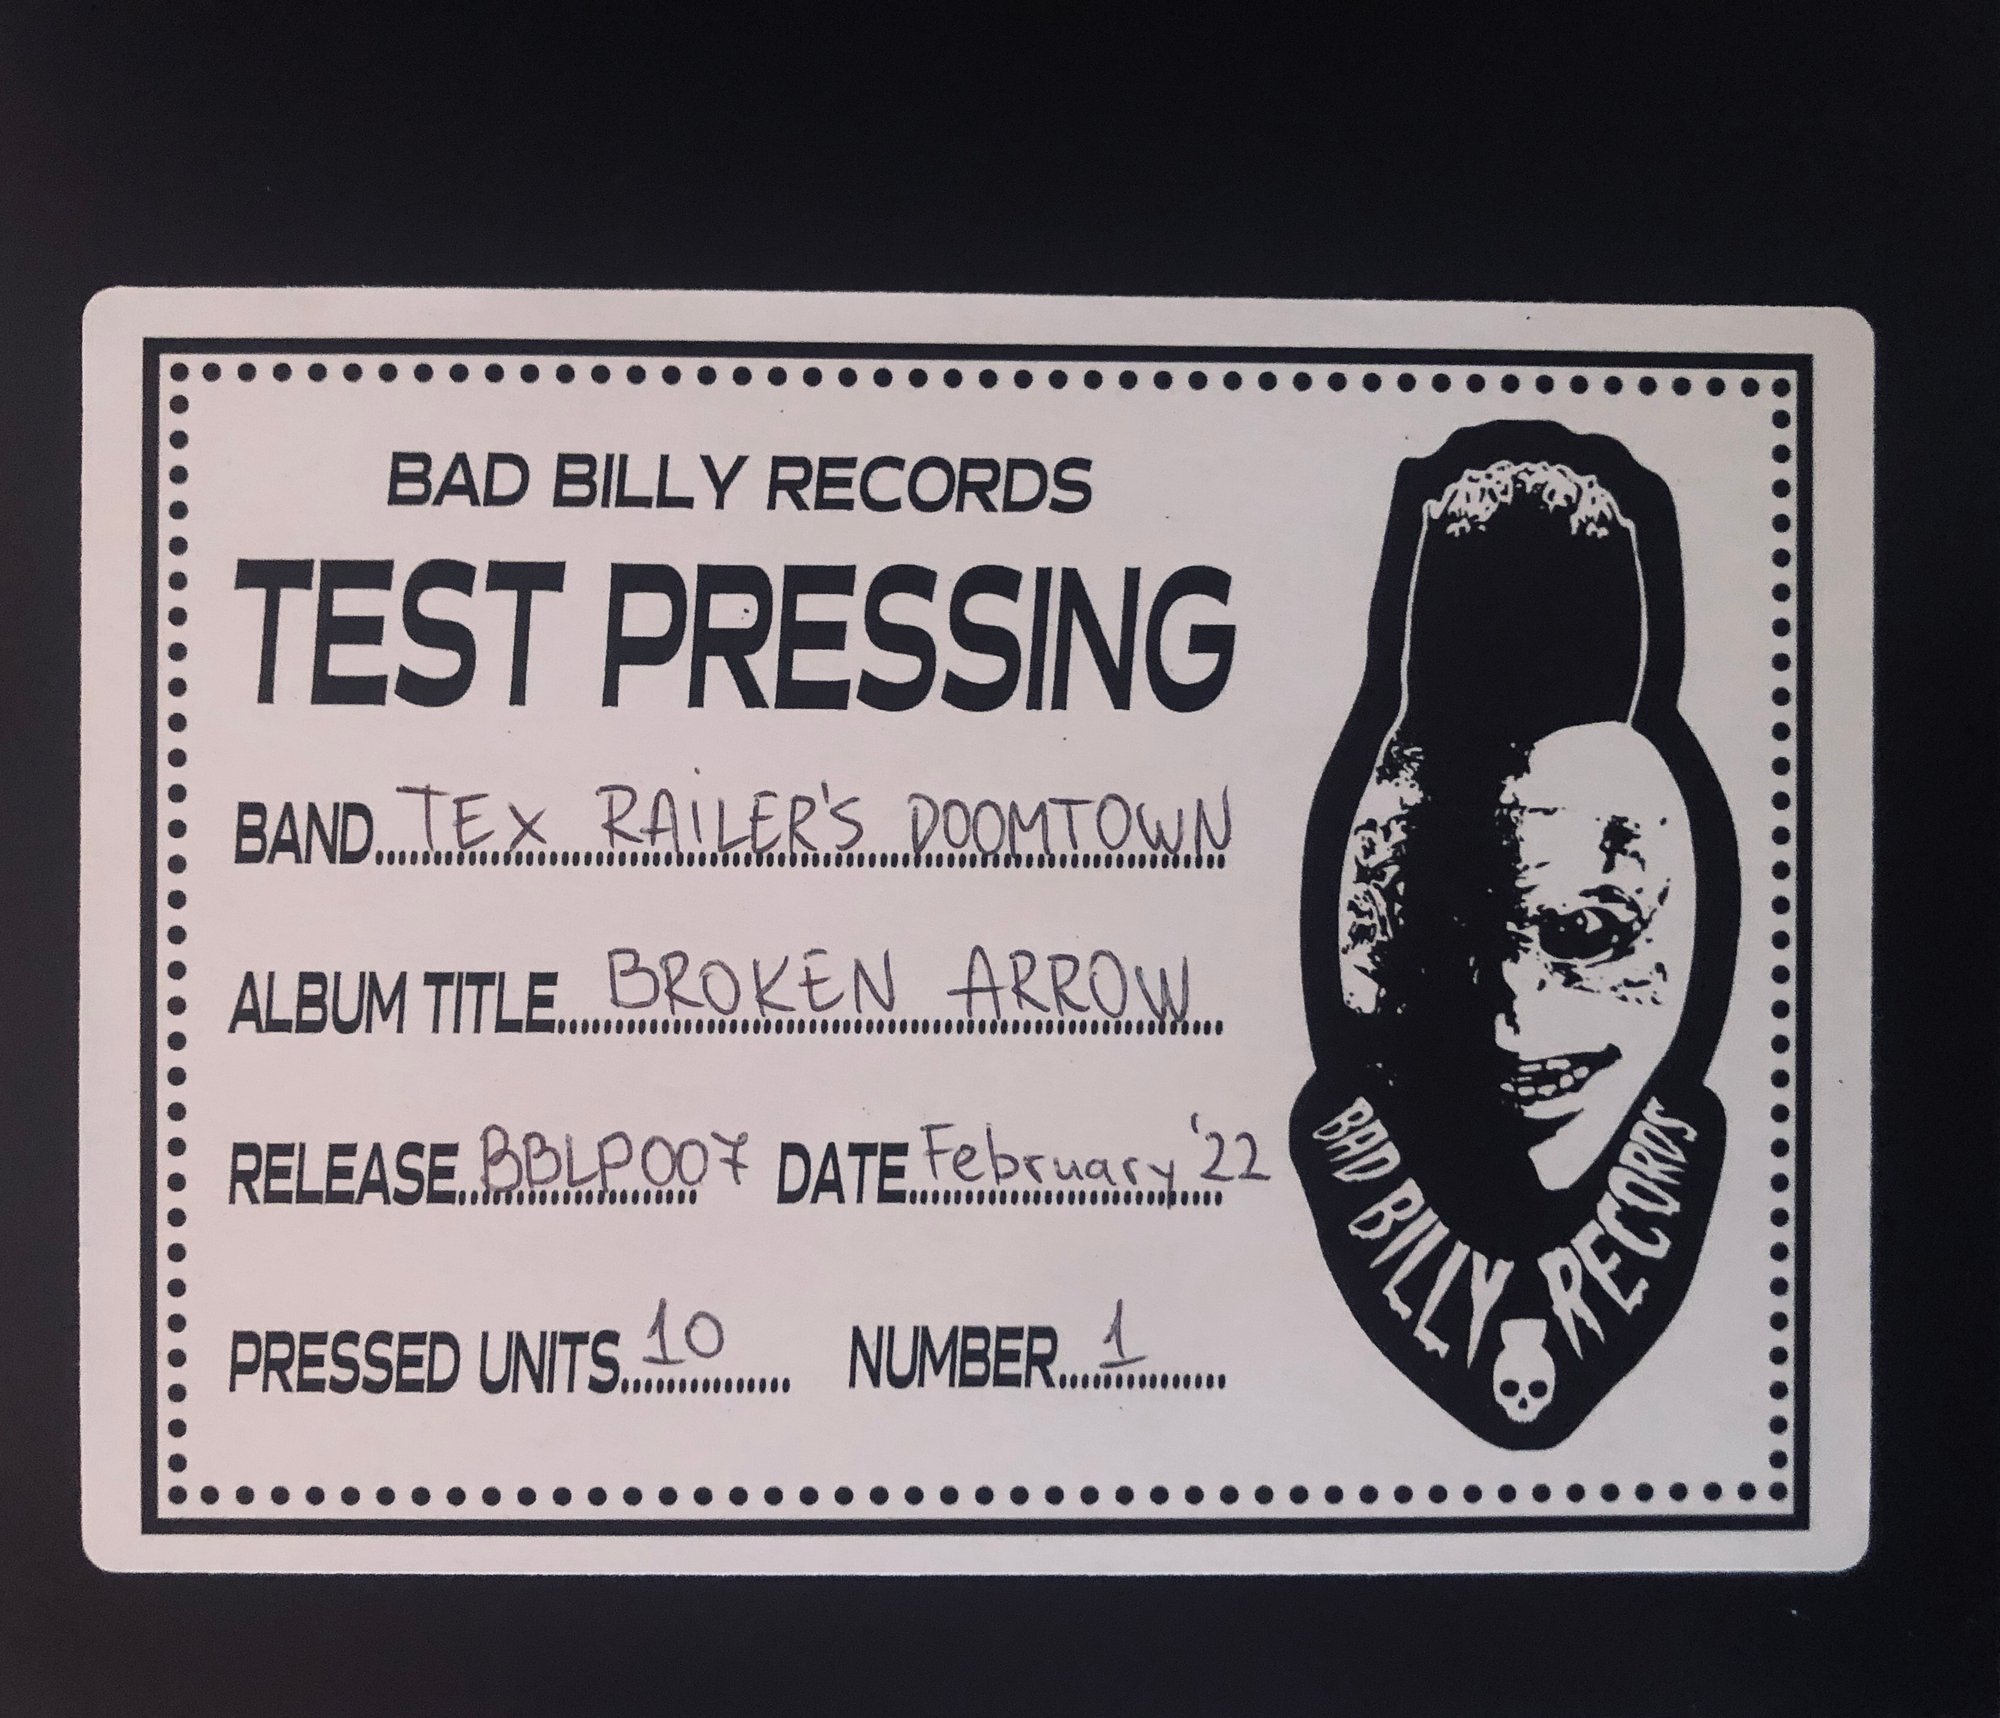 BAD BILLY RECORDS
TEST PRESSING
BAND TEX RAILER'S DOOMTOWN
ALBUM TITLE BROKEN ARROW
RELEASE BBLP007 DATE February '22
PRESSED UNITS 10 NUMBER 1
BAD BILLY RECORDS